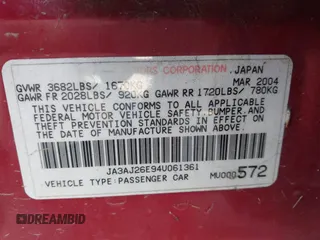 CORPORATION, JAPAN
GVWR 3682LBS/ MAR 2004
GAWR FR 2028LBS/ 920KG GAWR RR 1720LBS/ 780KG
THIS VEHICLE CONFORMS TO ALL APPLICABLE
FEDERAL MOTOR VEHICLE SAFETY, BUMPER, AND
THEFT PREVENTION STANDARDS IN EFFECT ON THE
DATE OF MANUFACTURE SHOWN ABOVE.
JA3AJ26E94U061361
VEHICLE TYPE:PASSENGER CAR MU000572
DREAMBID